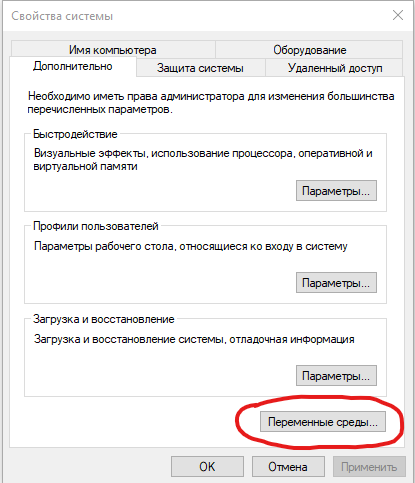 Свойства системы
Имя компьютера
Оборудование
Дополнительно
Защита системы
Удаленный доступ
Необходимо иметь права администратора для изменения большинства
перечисленных параметров.
Быстродействие
Визуальные эффекты, использование процессора, оперативной и
виртуальной памяти
Параметры...
Профили пользователей
Параметры рабочего стола, относящиеся ко входу в систему
Параметры...
Загрузка и восстановление
Загрузка и восстановление системы, отладочная информация
Параметры...
Переменные среды...
OK
Отмена
Применить